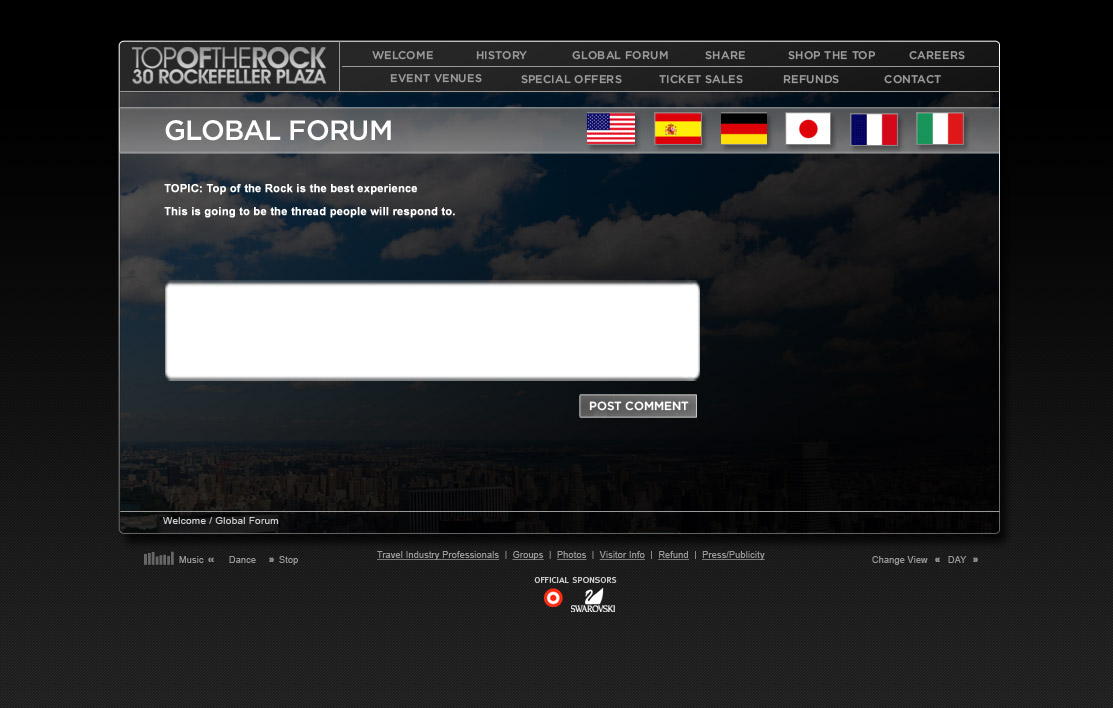 TOPOFTHEROCK
30 ROCKEFELLER PLAZA
WELCOME HISTORY GLOBAL FORUM SHARE SHOP THE TOP CAREERS
EVENT VENUES SPECIAL OFFERS TICKET SALES REFUNDS CONTACT
GLOBAL FORUM
TOPIC: Top of the Rock is the best experience
This is going to be the thread people will respond to.
POST COMMENT
Welcome / Global Forum
Music « Dance » Stop
Travel Industry Professionals | Groups | Photos | Visitor Info | Refund | Press/Publicity
Change View « DAY »
OFFICIAL SPONSORS
SWAROVSKI